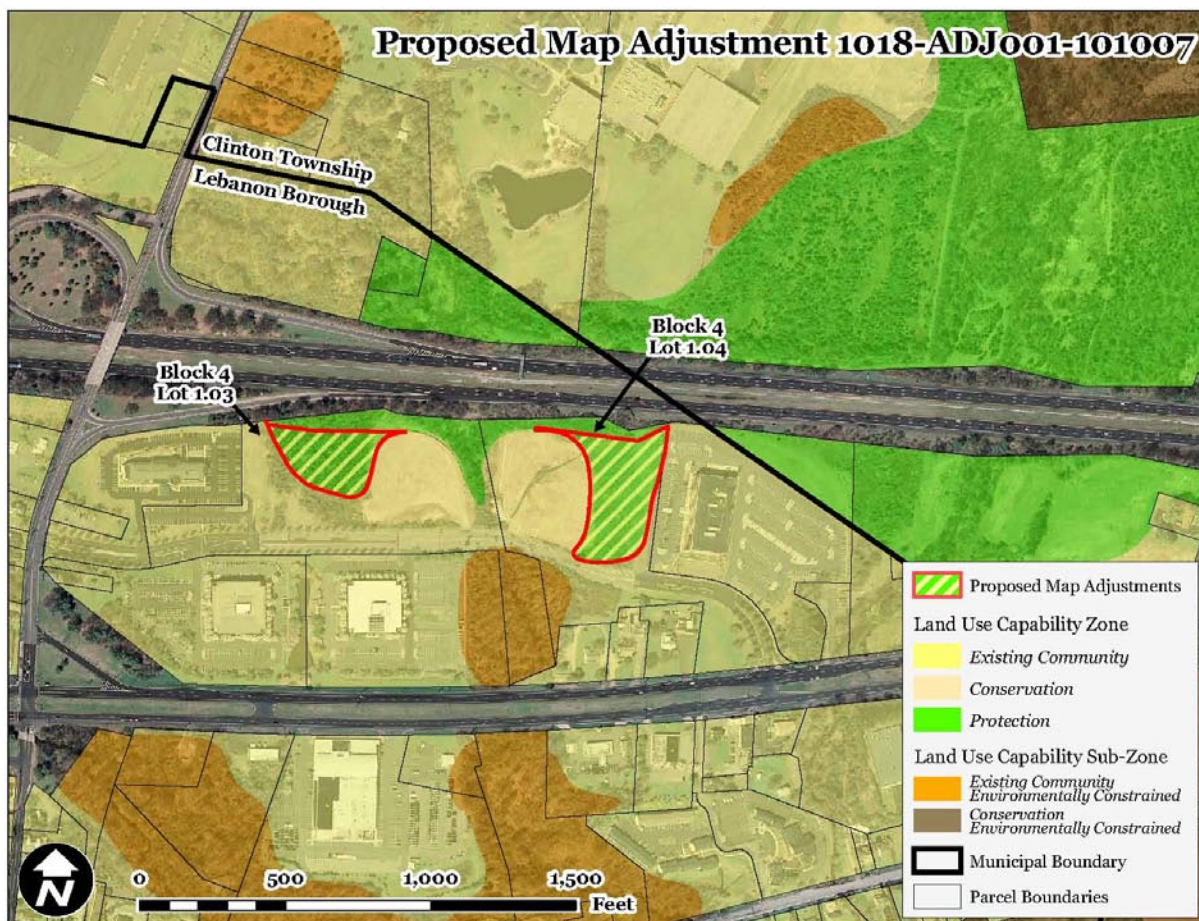 Proposed Map Adjustment 1018-ADJ001-101007
Clinton Township
Lebanon Borough
Block 4
Lot 1.04
Block 4
Lot 1.03
Proposed Map Adjustments
Land Use Capability Zone
Existing Community
Conservation
Protection
Land Use Capability Sub-Zone
Existing Community
Environmentally Constrained
Conservation
Environmentally Constrained
Municipal Boundary
Parcel Boundaries
N
0 500 1,000 1,500
Feet